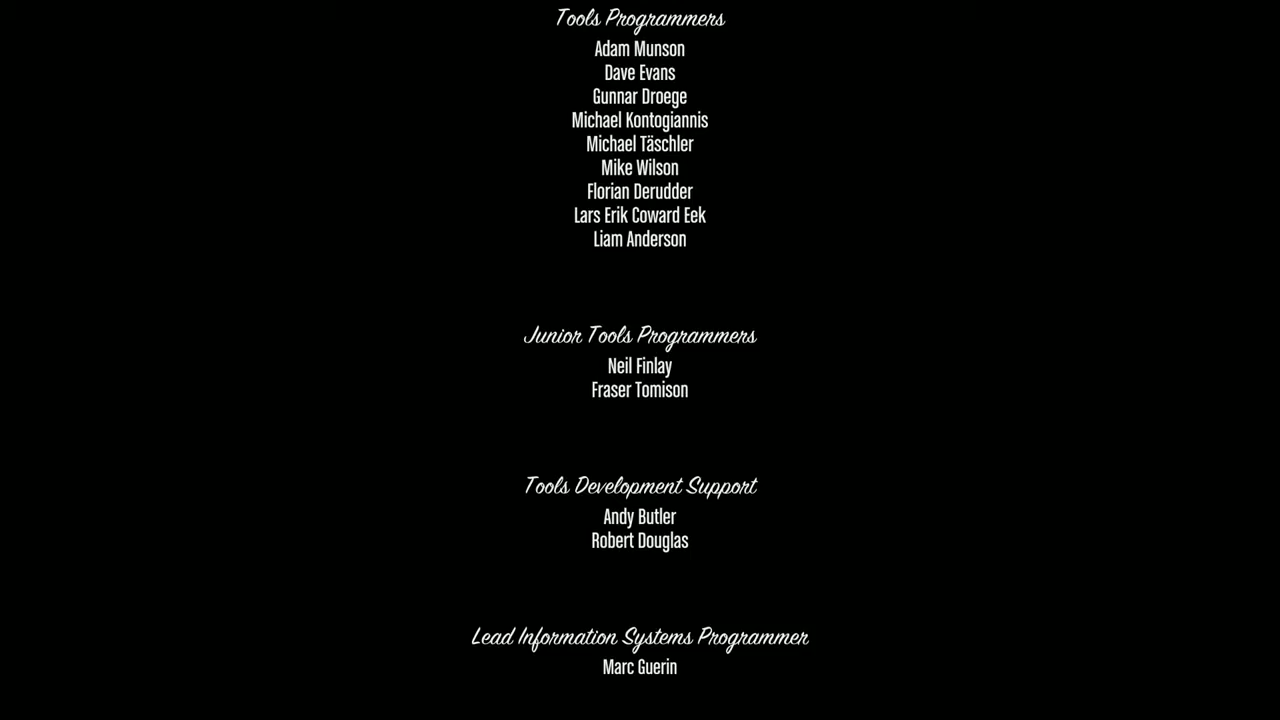 Tools Programmers
Adam Munson
Dave Evans
Gunnar Droege
Michael Kontogiannis
Michael Täschler
Mike Wilson
Florian Derudder
Lars Erik Coward Eek
Liam Anderson
Junior Tools Programmers
Neil Finlay
Fraser Tomison
Tools Development Support
Andy Butler
Robert Douglas
Lead Information Systems Programmer
Marc Guerin